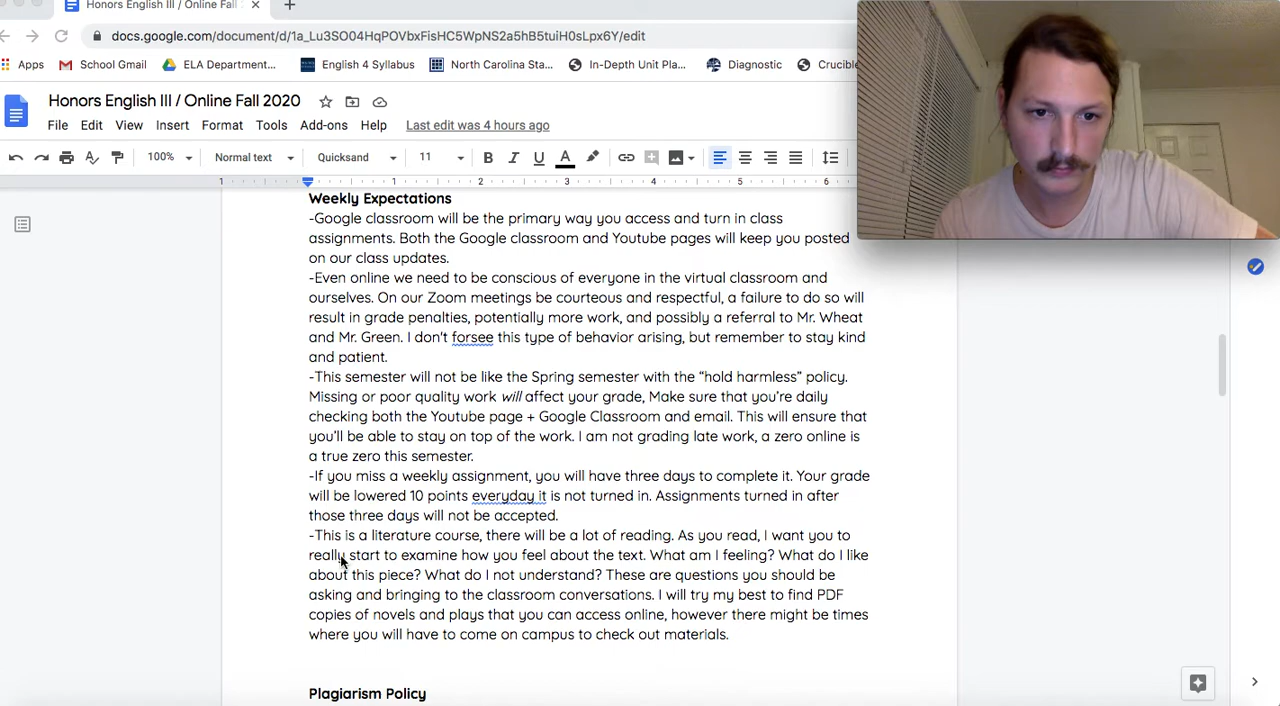 Honors English III / Online Fall
docs.google.com/document/d/1a_Lu3SO04HqPOVbxFisHC5WpNS2a5hB5tuiH0sLpx6Y/edit
Apps School Gmail ELA Department... English 4 Syllabus North Carolina Sta... In-Depth Unit Pla... Diagnostic Crucible
Honors English III / Online Fall 2020
File Edit View Insert Format Tools Add-ons Help Last edit was 4 hours ago
100% Normal text Quicksand 11 B I U A
1 1 2 3 4 5 6
Weekly Expectations
-Google classroom will be the primary way you access and turn in class
assignments. Both the Google classroom and Youtube pages will keep you posted
on our class updates.
-Even online we need to be conscious of everyone in the virtual classroom and
ourselves. On our Zoom meetings be courteous and respectful, a failure to do so will
result in grade penalties, potentially more work, and possibly a referral to Mr. Wheat
and Mr. Green. I don't forsee this type of behavior arising, but remember to stay kind
and patient.
-This semester will not be like the Spring semester with the “hold harmless” policy.
Missing or poor quality work will affect your grade, Make sure that you’re daily
checking both the Youtube page + Google Classroom and email. This will ensure that
you’ll be able to stay on top of the work. I am not grading late work, a zero online is
a true zero this semester.
-If you miss a weekly assignment, you will have three days to complete it. Your grade
will be lowered 10 points everyday it is not turned in. Assignments turned in after
those three days will not be accepted.
-This is a literature course, there will be a lot of reading. As you read, I want you to
really start to examine how you feel about the text. What am I feeling? What do I like
about this piece? What do I not understand? These are questions you should be
asking and bringing to the classroom conversations. I will try my best to find PDF
copies of novels and plays that you can access online, however there might be times
where you will have to come on campus to check out materials.
Plagiarism Policy